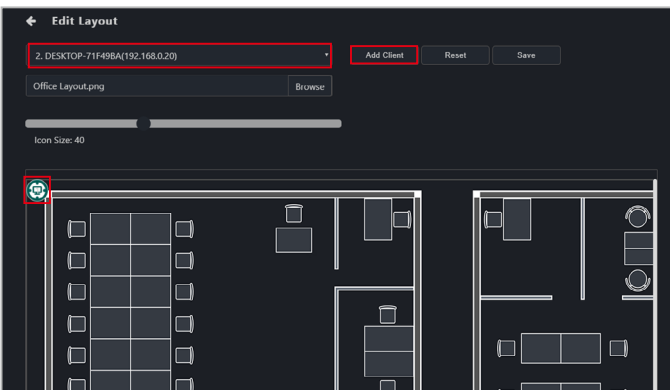 Edit Layout
2. DESKTOP-71F49BA(192.168.0.20)
Add Client
Reset
Save
Office Layout.png
Browse
Icon Size: 40